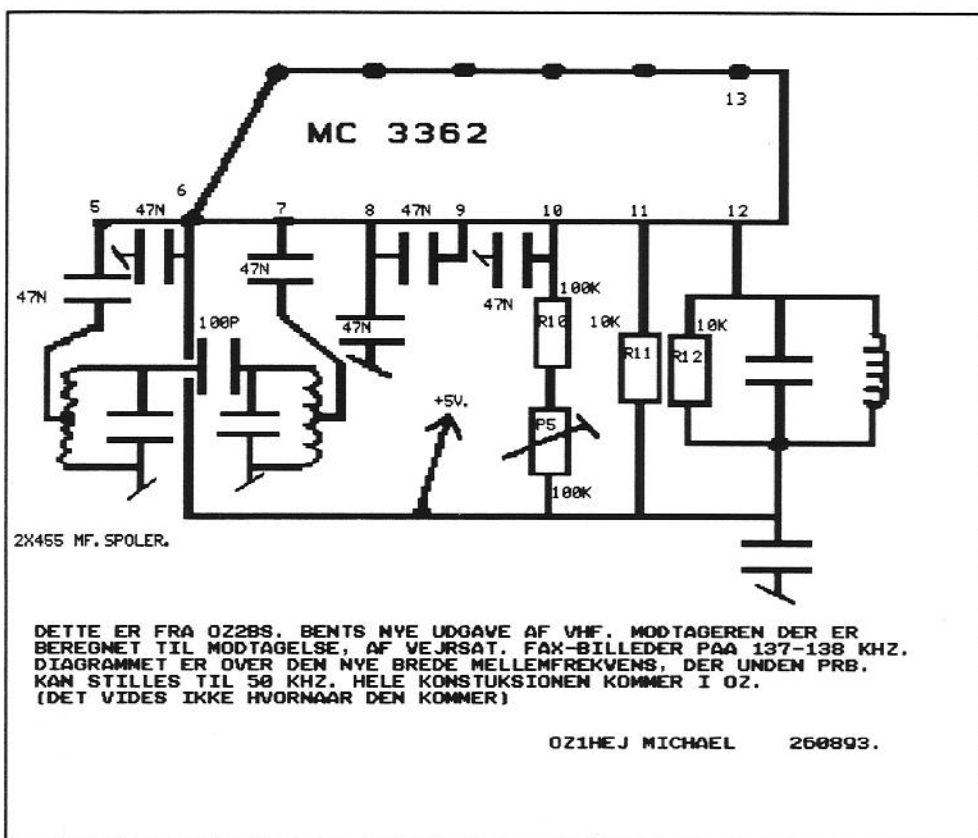 13
MC 3362
5
47N
6
7
8
47N
9
10
11
12
47N
47N
47N
47N
100K
100P
R10
10K
R11
10K
R12
+5V.
P5
100K
2X455 MF. SPOLER.
DETTE ER FRA OZ2BS. BENTS NYE UDGAVE AF VHF. MODTAGEREN DER ER
BEREGNET TIL MODTAGELSE, AF VEJRSAT. FAX-BILLEDER PAA 137-138 KHZ.
DIAGRAMMET ER OVER DEN NYE BREDE MELLEMFREKVENS, DER UNDEN PRB.
KAN STILLES TIL 50 KHZ. HELE KONSTUKSIONEN KOMMER I OZ.
(DET VIDES IKKE HVORNAAR DEN KOMMER)
OZ1HEJ MICHAEL 260893.